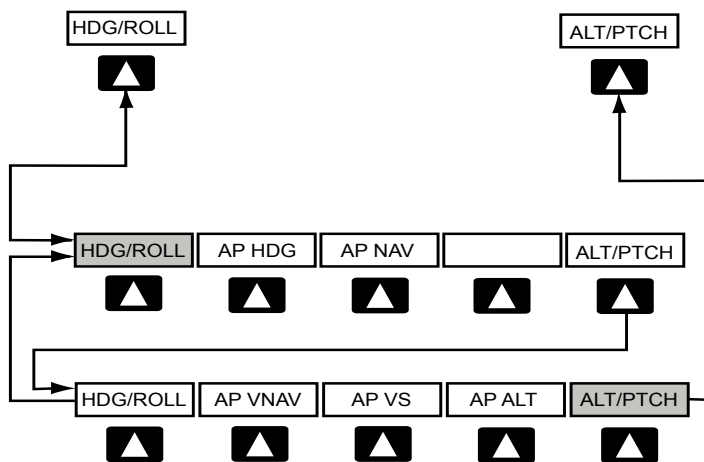 HDG/ROLL
ALT/PTCH
HDG/ROLL AP HDG AP NAV ALT/PTCH
HDG/ROLL AP VNAV AP VS AP ALT ALT/PTCH